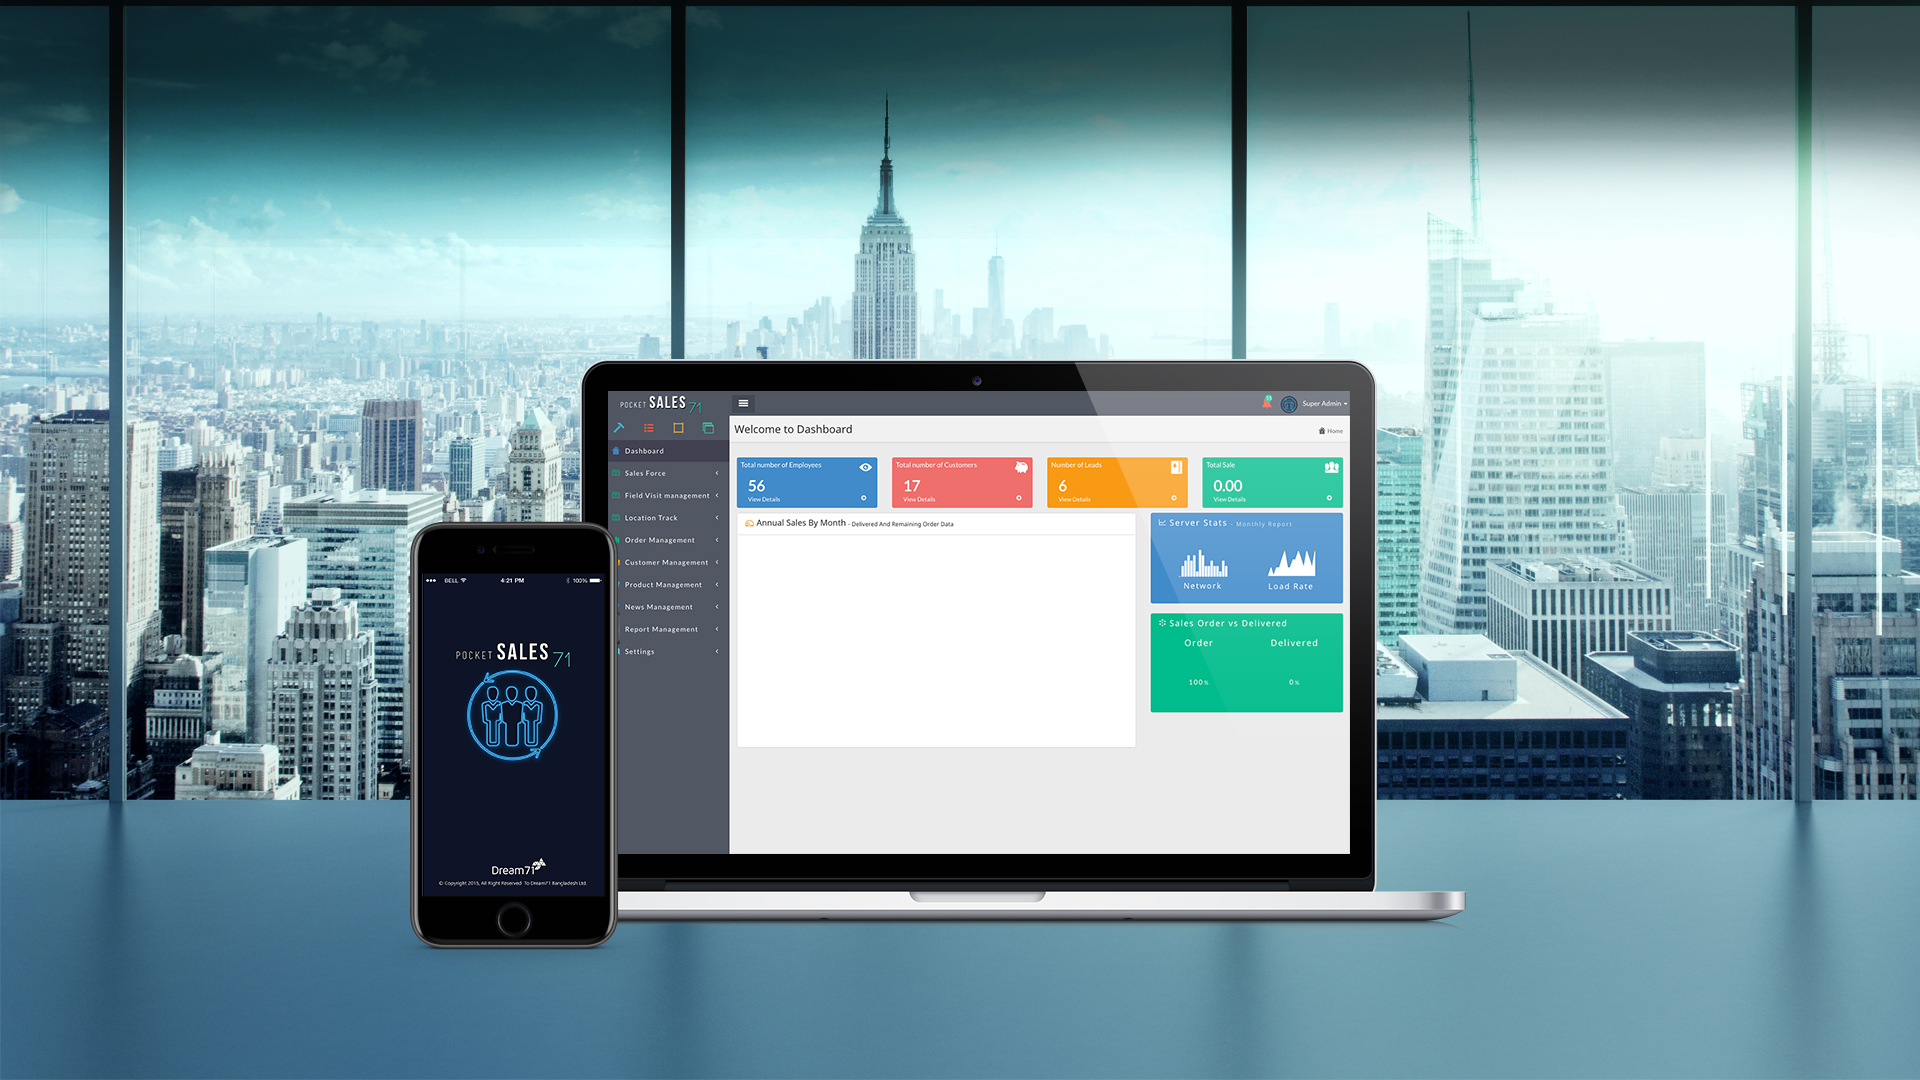 POCKET SALES 71
Super Admin
Welcome to Dashboard
Home
Dashboard
Sales Force
Field Visit management
Location Track
Order Management
Customer Management
Product Management
News Management
Report Management
Settings
Total number of Employees
56
View Details
Total number of Customers
17
View Details
Number of Leads
6
View Details
Total Sale
0.00
View Details
Annual Sales By Month - Delivered And Remaining Order Data
Server Stats - Monthly Report
Network
Load Rate
Sales Order vs Delivered
Order
Delivered
100%
0%
BELL
4:21 PM
100%
POCKET SALES 71
Dream71
© Copyright 2015, All Right Reserved To Dream71 Bangladesh Ltd.